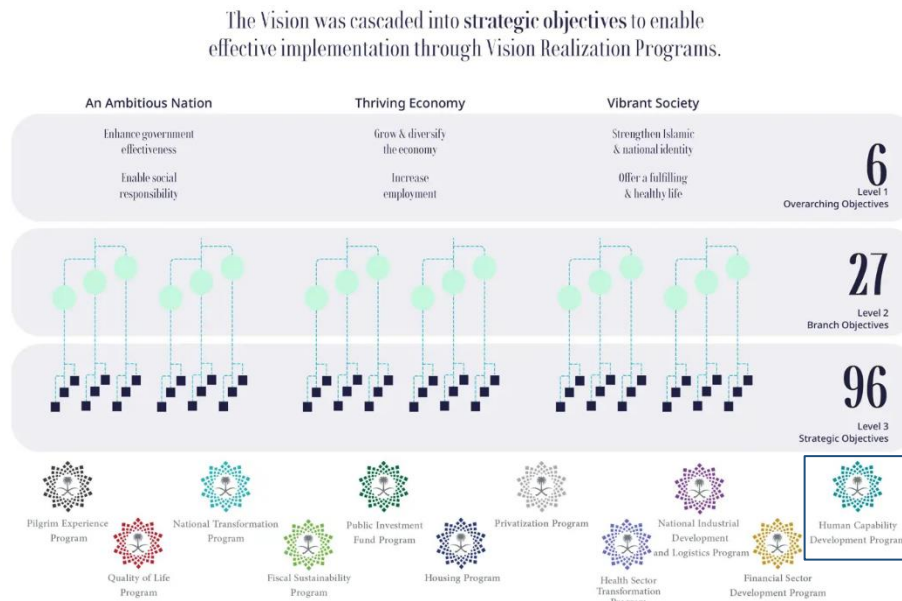 The Vision was cascaded into strategic objectives to enable
effective implementation through Vision Realization Programs.
An Ambitious Nation
Thriving Economy
Vibrant Society
Enhance government
effectiveness
Enable social
responsibility
Grow & diversify
the economy
Increase
employment
Strengthen Islamic
& national identity
Offer a fulfilling
& healthy life
6
Level 1
Overarching Objectives
27
Level 2
Branch Objectives
96
Level 3
Strategic Objectives
Pilgrim Experience
Program
Quality of Life
Program
National Transformation
Program
Fiscal Sustainability
Program
Public Investment
Fund Program
Housing Program
Privatization Program
Health Sector
Transformation
Program
National Industrial
Development
and Logistics Program
Financial Sector
Development Program
Human Capability
Development Program